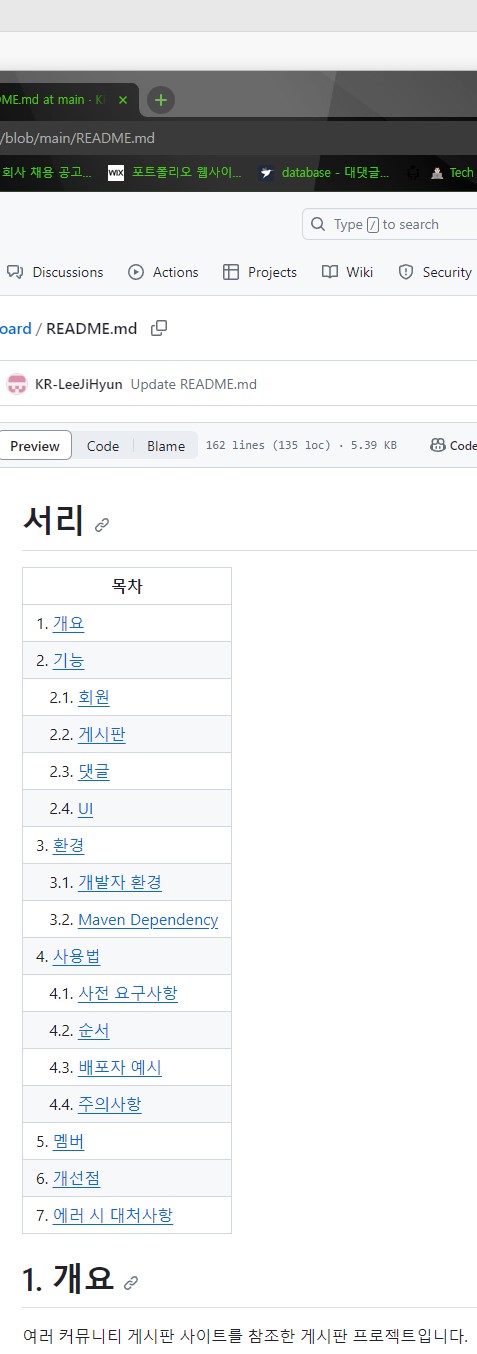 ME.md at main · K
/blob/main/README.md
회사 채용 공고...
WIX 포트폴리오 웹사이...
database - 대댓글...
Tech
Type / to search
Discussions
Actions
Projects
Wiki
Security
oard / README.md
KR-LeeJiHyun Update README.md
Preview
Code
Blame
162 lines (135 loc) · 5.39 KB
Code
서리
목차
1. 개요
2. 기능
2.1. 회원
2.2. 게시판
2.3. 댓글
2.4. UI
3. 환경
3.1. 개발자 환경
3.2. Maven Dependency
4. 사용법
4.1. 사전 요구사항
4.2. 순서
4.3. 배포자 예시
4.4. 주의사항
5. 멤버
6. 개선점
7. 에러 시 대처사항
1. 개요
여러 커뮤니티 게시판 사이트를 참조한 게시판 프로젝트입니다.